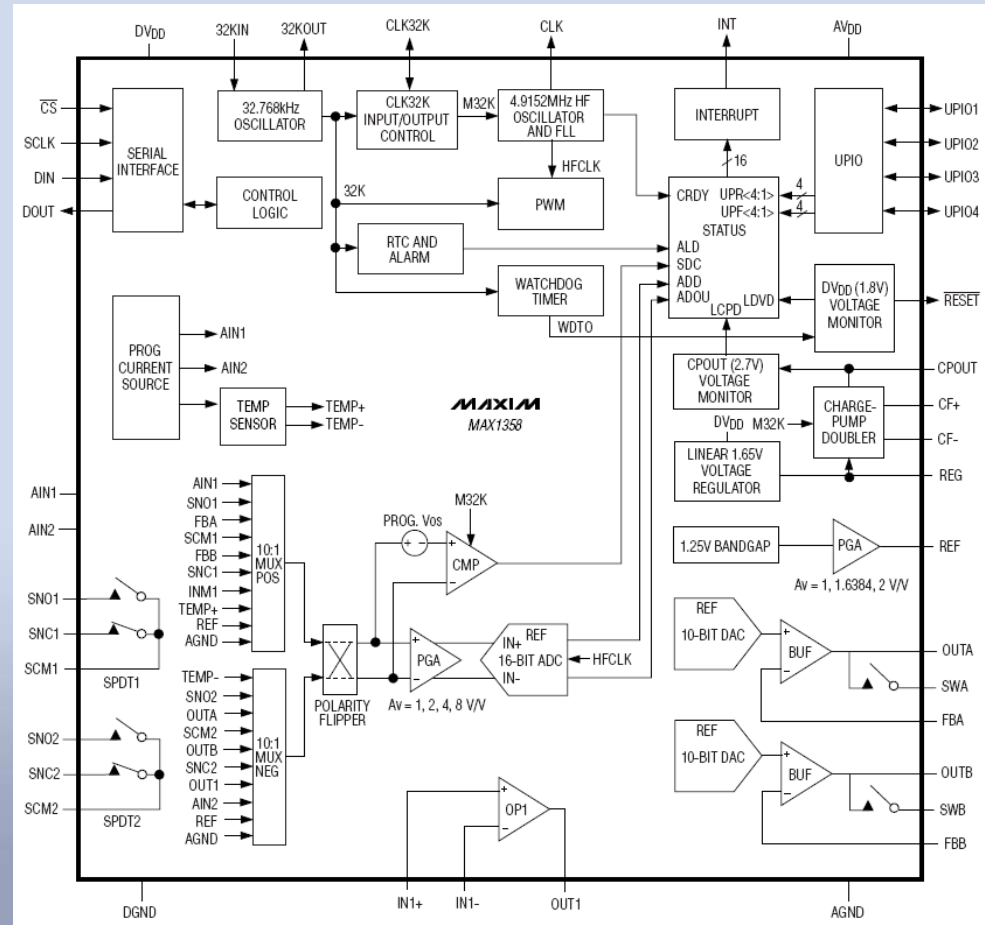 DVDD
32KIN
32KOUT
CLK32K
CLK
INT
AVDD
CS
SCLK
DIN
DOUT
SERIAL
INTERFACE
32.768kHz
OSCILLATOR
CLK32K
INPUT/OUTPUT
CONTROL
M32K
4.9152MHz HF
OSCILLATOR
AND FLL
INTERRUPT
UPIO
UPIO1
UPIO2
UPIO3
UPIO4
CONTROL
LOGIC
32K
HFCLK
PWM
16
CRDY
UPR<4:1>
4
UPF<4:1>
4
STATUS
ALD
SDC
ADD
ADOU
LDVD
LCPD
RTC AND
ALARM
WATCHDOG
TIMER
WDTO
DVDD (1.8V)
VOLTAGE
MONITOR
RESET
PROG
CURRENT
SOURCE
AIN1
AIN2
TEMP
SENSOR
TEMP+
TEMP-
MAXIM
MAX1358
CPOUT (2.7V)
VOLTAGE
MONITOR
CPOUT
DVDD
M32K
CHARGE-
PUMP
DOUBLER
CF+
CF-
LINEAR 1.65V
VOLTAGE
REGULATOR
REG
AIN1
AIN2
AIN1
SNO1
FBA
SCM1
FBB
SNC1
INM1
TEMP+
REF
AGND
10:1
MUX
POS
M32K
PROG. Vos
+ -
+
CMP
-
1.25V BANDGAP
PGA
REF
Av = 1, 1.6384, 2 V/V
SNO1
SNC1
SCM1
SPDT1
TEMP-
SNO2
OUTA
SCM2
OUTB
SNC2
OUT1
AIN2
REF
AGND
10:1
MUX
NEG
POLARITY
FLIPPER
+
PGA
-
Av = 1, 2, 4, 8 V/V
IN+
REF
16-BIT ADC
IN-
HFCLK
REF
10-BIT DAC
+
BUF
-
OUTA
SWA
FBA
SNO2
SNC2
SCM2
SPDT2
REF
10-BIT DAC
+
BUF
-
OUTB
SWB
FBB
+
OP1
-
DGND
IN1+
IN1-
OUT1
AGND